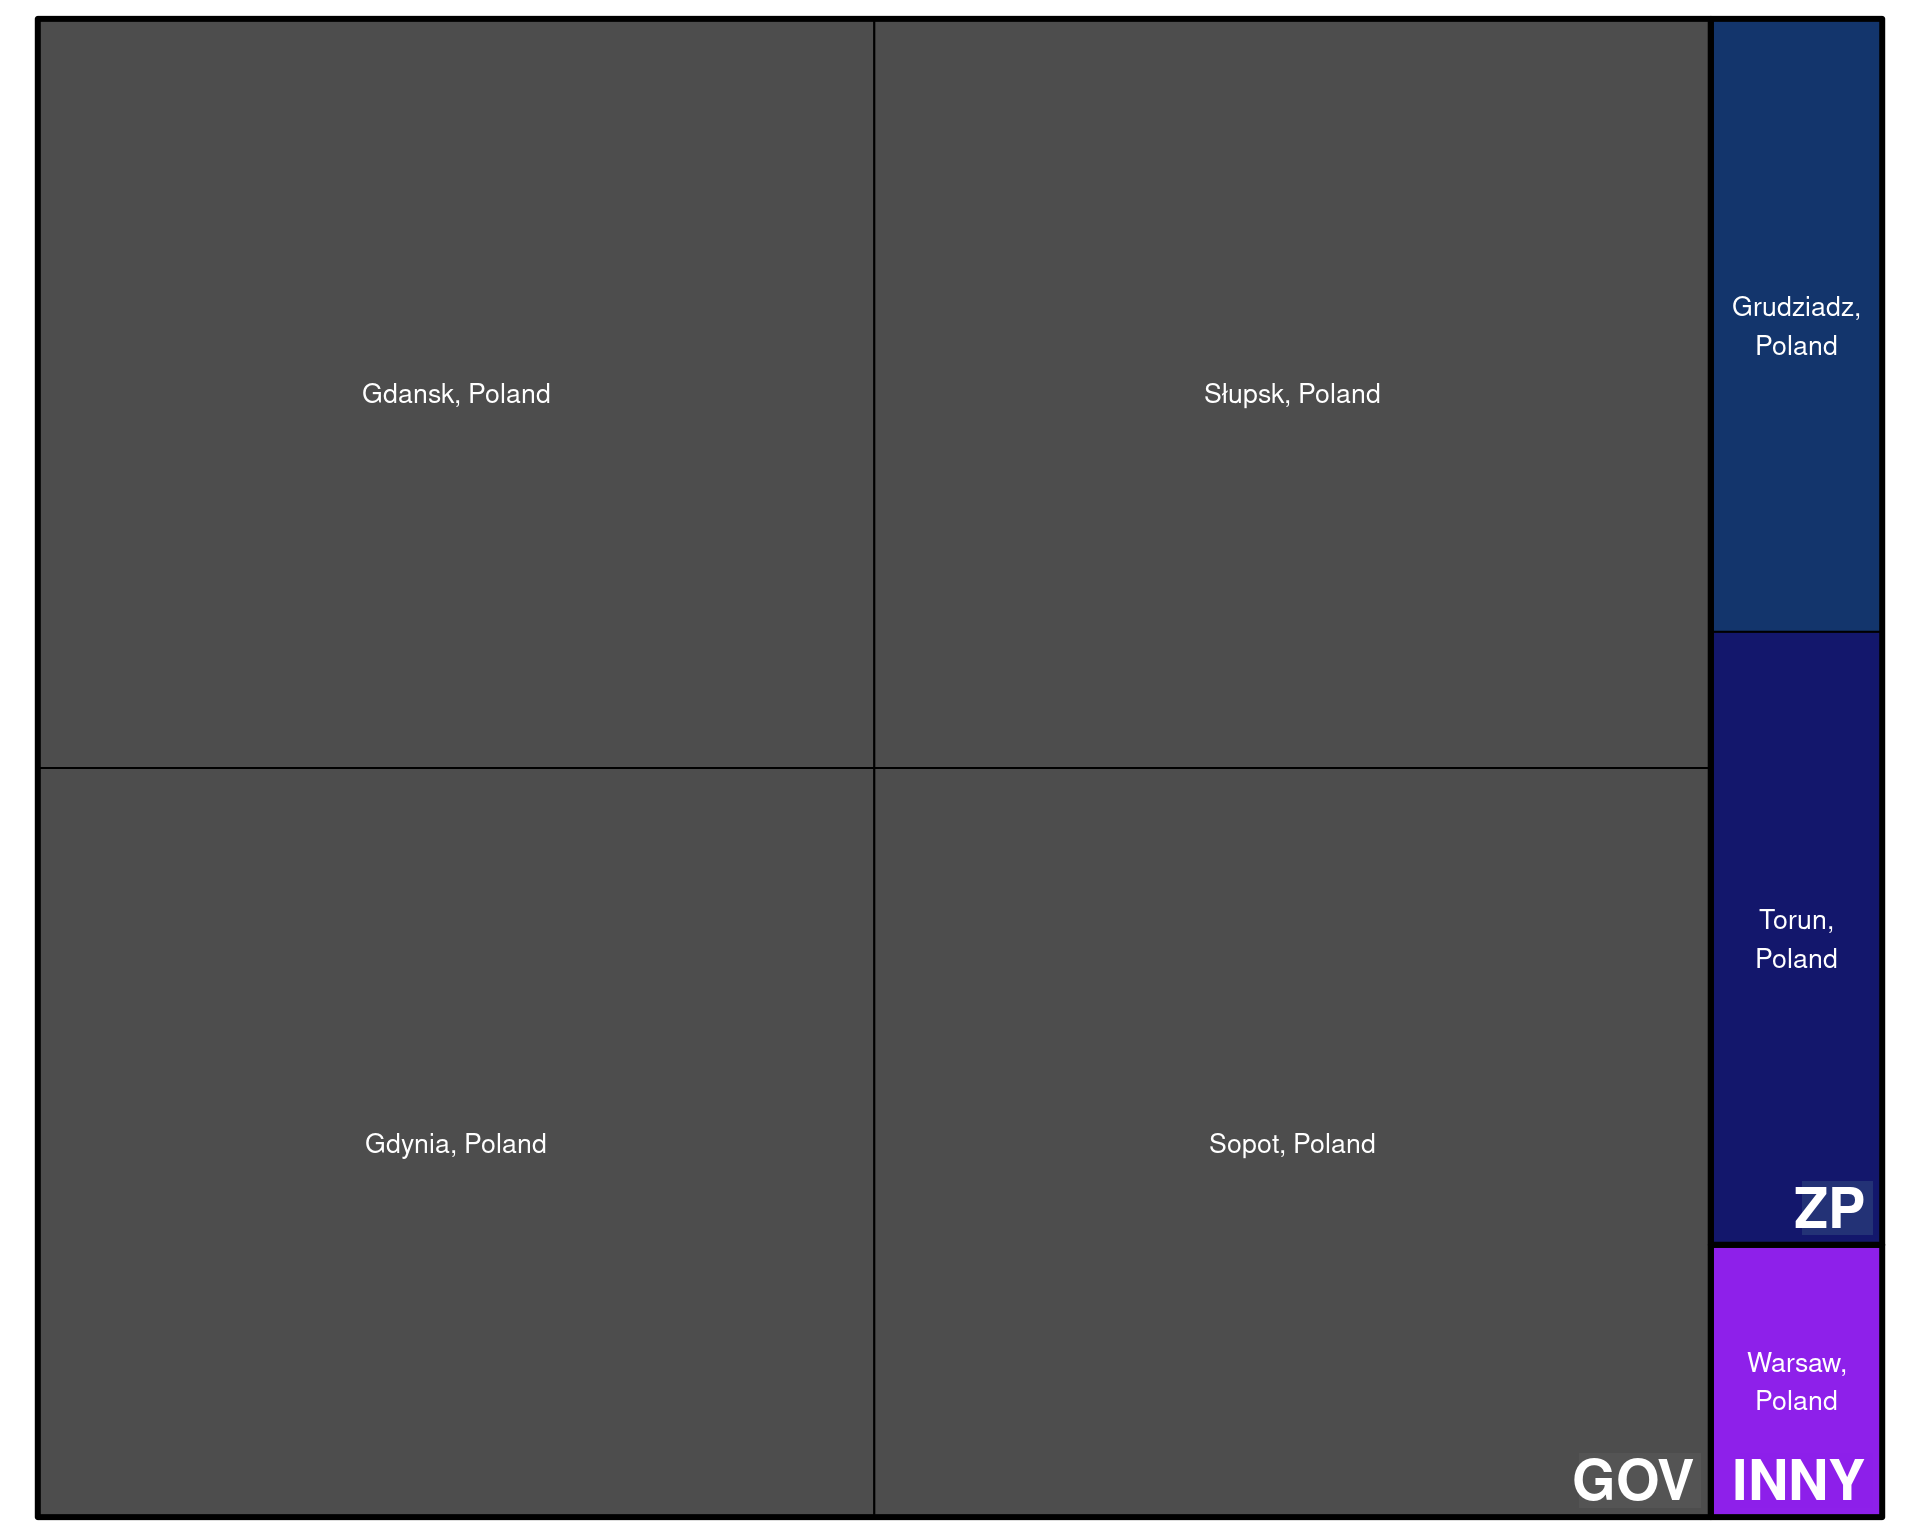 Gdansk, Poland
Słupsk, Poland
Grudziadz,
Poland
Gdynia, Poland
Sopot, Poland
GOV
Torun,
Poland
ZP
Warsaw,
Poland
INNY